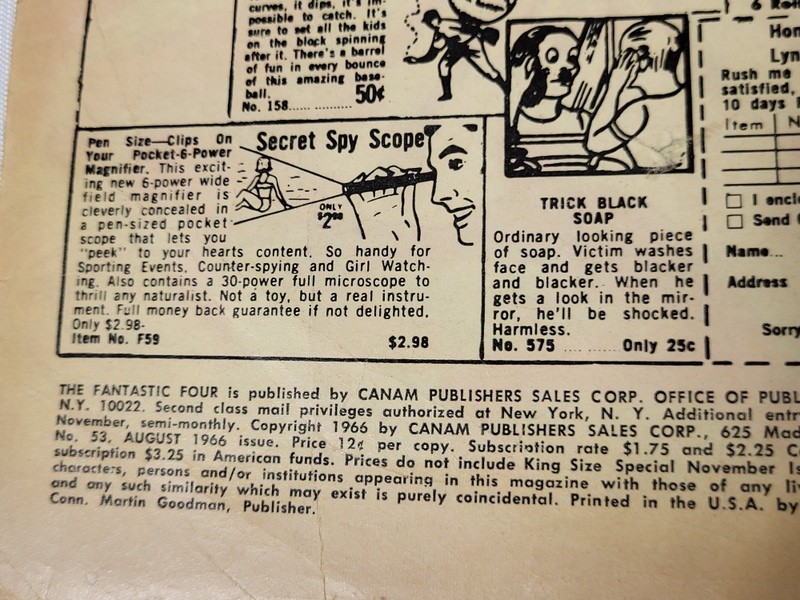 curves, it dips, it's im-
possible to catch. It's
sure to set all the kids
on the block spinning
after it. There's a barrel
of fun in every bounce
of this amazing base-
ball.
No. 158............... 50¢
Secret Spy Scope
Pen Size—Clips On
Your Pocket-6-Power
Magnifier. This excit-
ing new 6-power wide
field magnifier is
cleverly concealed in
a pen-sized pocket
scope that lets you
"peek" to your hearts content. So handy for
Sporting Events, Counter-spying and Girl Watch-
ing. Also contains a 30-power full microscope to
thrill any naturalist. Not a toy, but a real instru-
ment. Full money back guarantee if not delighted.
Only $2.98-
Item No. F59 $2.98
ONLY
$2.98
TRICK BLACK
SOAP
Ordinary looking piece
of soap. Victim washes
face and gets blacker
and blacker. When he
gets a look in the mir-
ror, he'll be shocked.
Harmless.
No. 575 ........... Only 25c
6
Hon
Lyn
Rush me
satisfied,
10 days
Item N
I encl
Send
Name...
Address
Sorry
THE FANTASTIC FOUR is published by CANAM PUBLISHERS SALES CORP. OFFICE OF PUBL
N.Y. 10022. Second class mail privileges authorized at New York, N. Y. Additional entr
November, semi-monthly. Copyright 1966 by CANAM PUBLISHERS SALES CORP., 625 Mad
No. 53, AUGUST 1966 issue. Price 12¢ per copy. Subscription rate $1.75 and $2.25 C
subscription $3.25 in American funds. Prices do not include King Size Special November Is
characters, persons and/or institutions appearing in this magazine with those of any li
and any such similarity which may exist is purely coincidental. Printed in the U.S.A. by
Conn. Martin Goodman, Publisher.